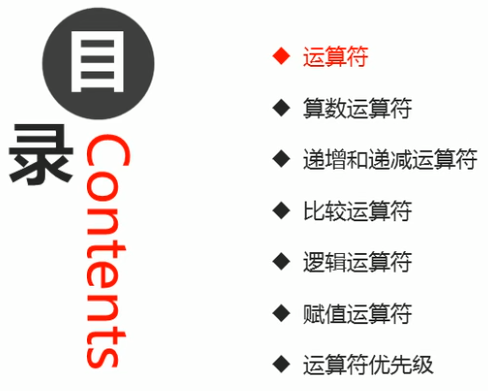 目录
Contents
◆ 运算符
◆ 算数运算符
◆ 递增和递减运算符
◆ 比较运算符
◆ 逻辑运算符
◆ 赋值运算符
◆ 运算符优先级